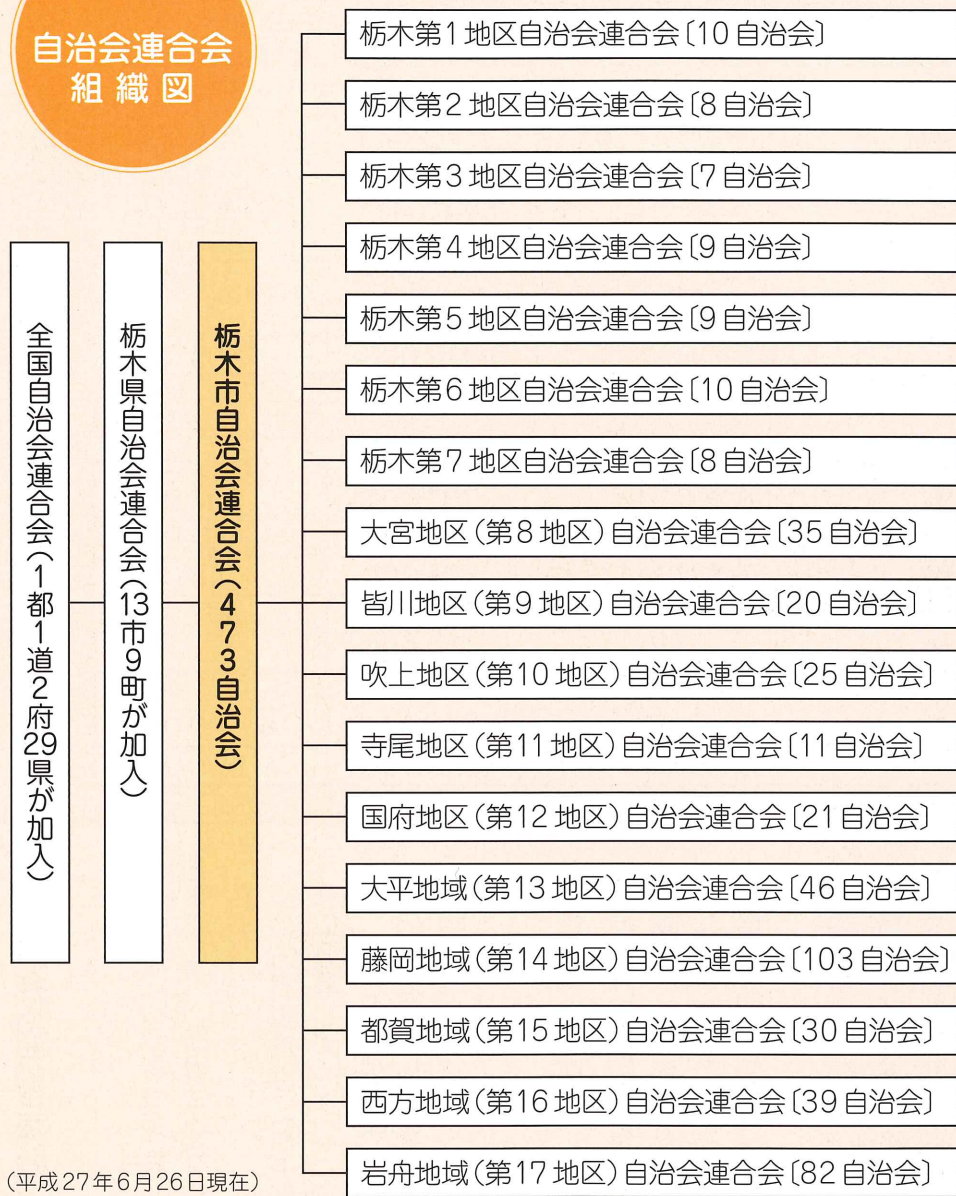 自治会連合会
組織図
全国自治会連合会(1都1道2府29県が加入)
栃木県自治会連合会(13市9町が加入)
栃木市自治会連合会(473自治会)
栃木第1地区自治会連合会〔10自治会〕
栃木第2地区自治会連合会〔8自治会〕
栃木第3地区自治会連合会〔7自治会〕
栃木第4地区自治会連合会〔9自治会〕
栃木第5地区自治会連合会〔9自治会〕
栃木第6地区自治会連合会〔10自治会〕
栃木第7地区自治会連合会〔8自治会〕
大宮地区(第8地区)自治会連合会〔35自治会〕
皆川地区(第9地区)自治会連合会〔20自治会〕
吹上地区(第10地区)自治会連合会〔25自治会〕
寺尾地区(第11地区)自治会連合会〔11自治会〕
国府地区(第12地区)自治会連合会〔21自治会〕
大平地域(第13地区)自治会連合会〔46自治会〕
藤岡地域(第14地区)自治会連合会〔103自治会〕
都賀地域(第15地区)自治会連合会〔30自治会〕
西方地域(第16地区)自治会連合会〔39自治会〕
岩舟地域(第17地区)自治会連合会〔82自治会〕
(平成27年6月26日現在)